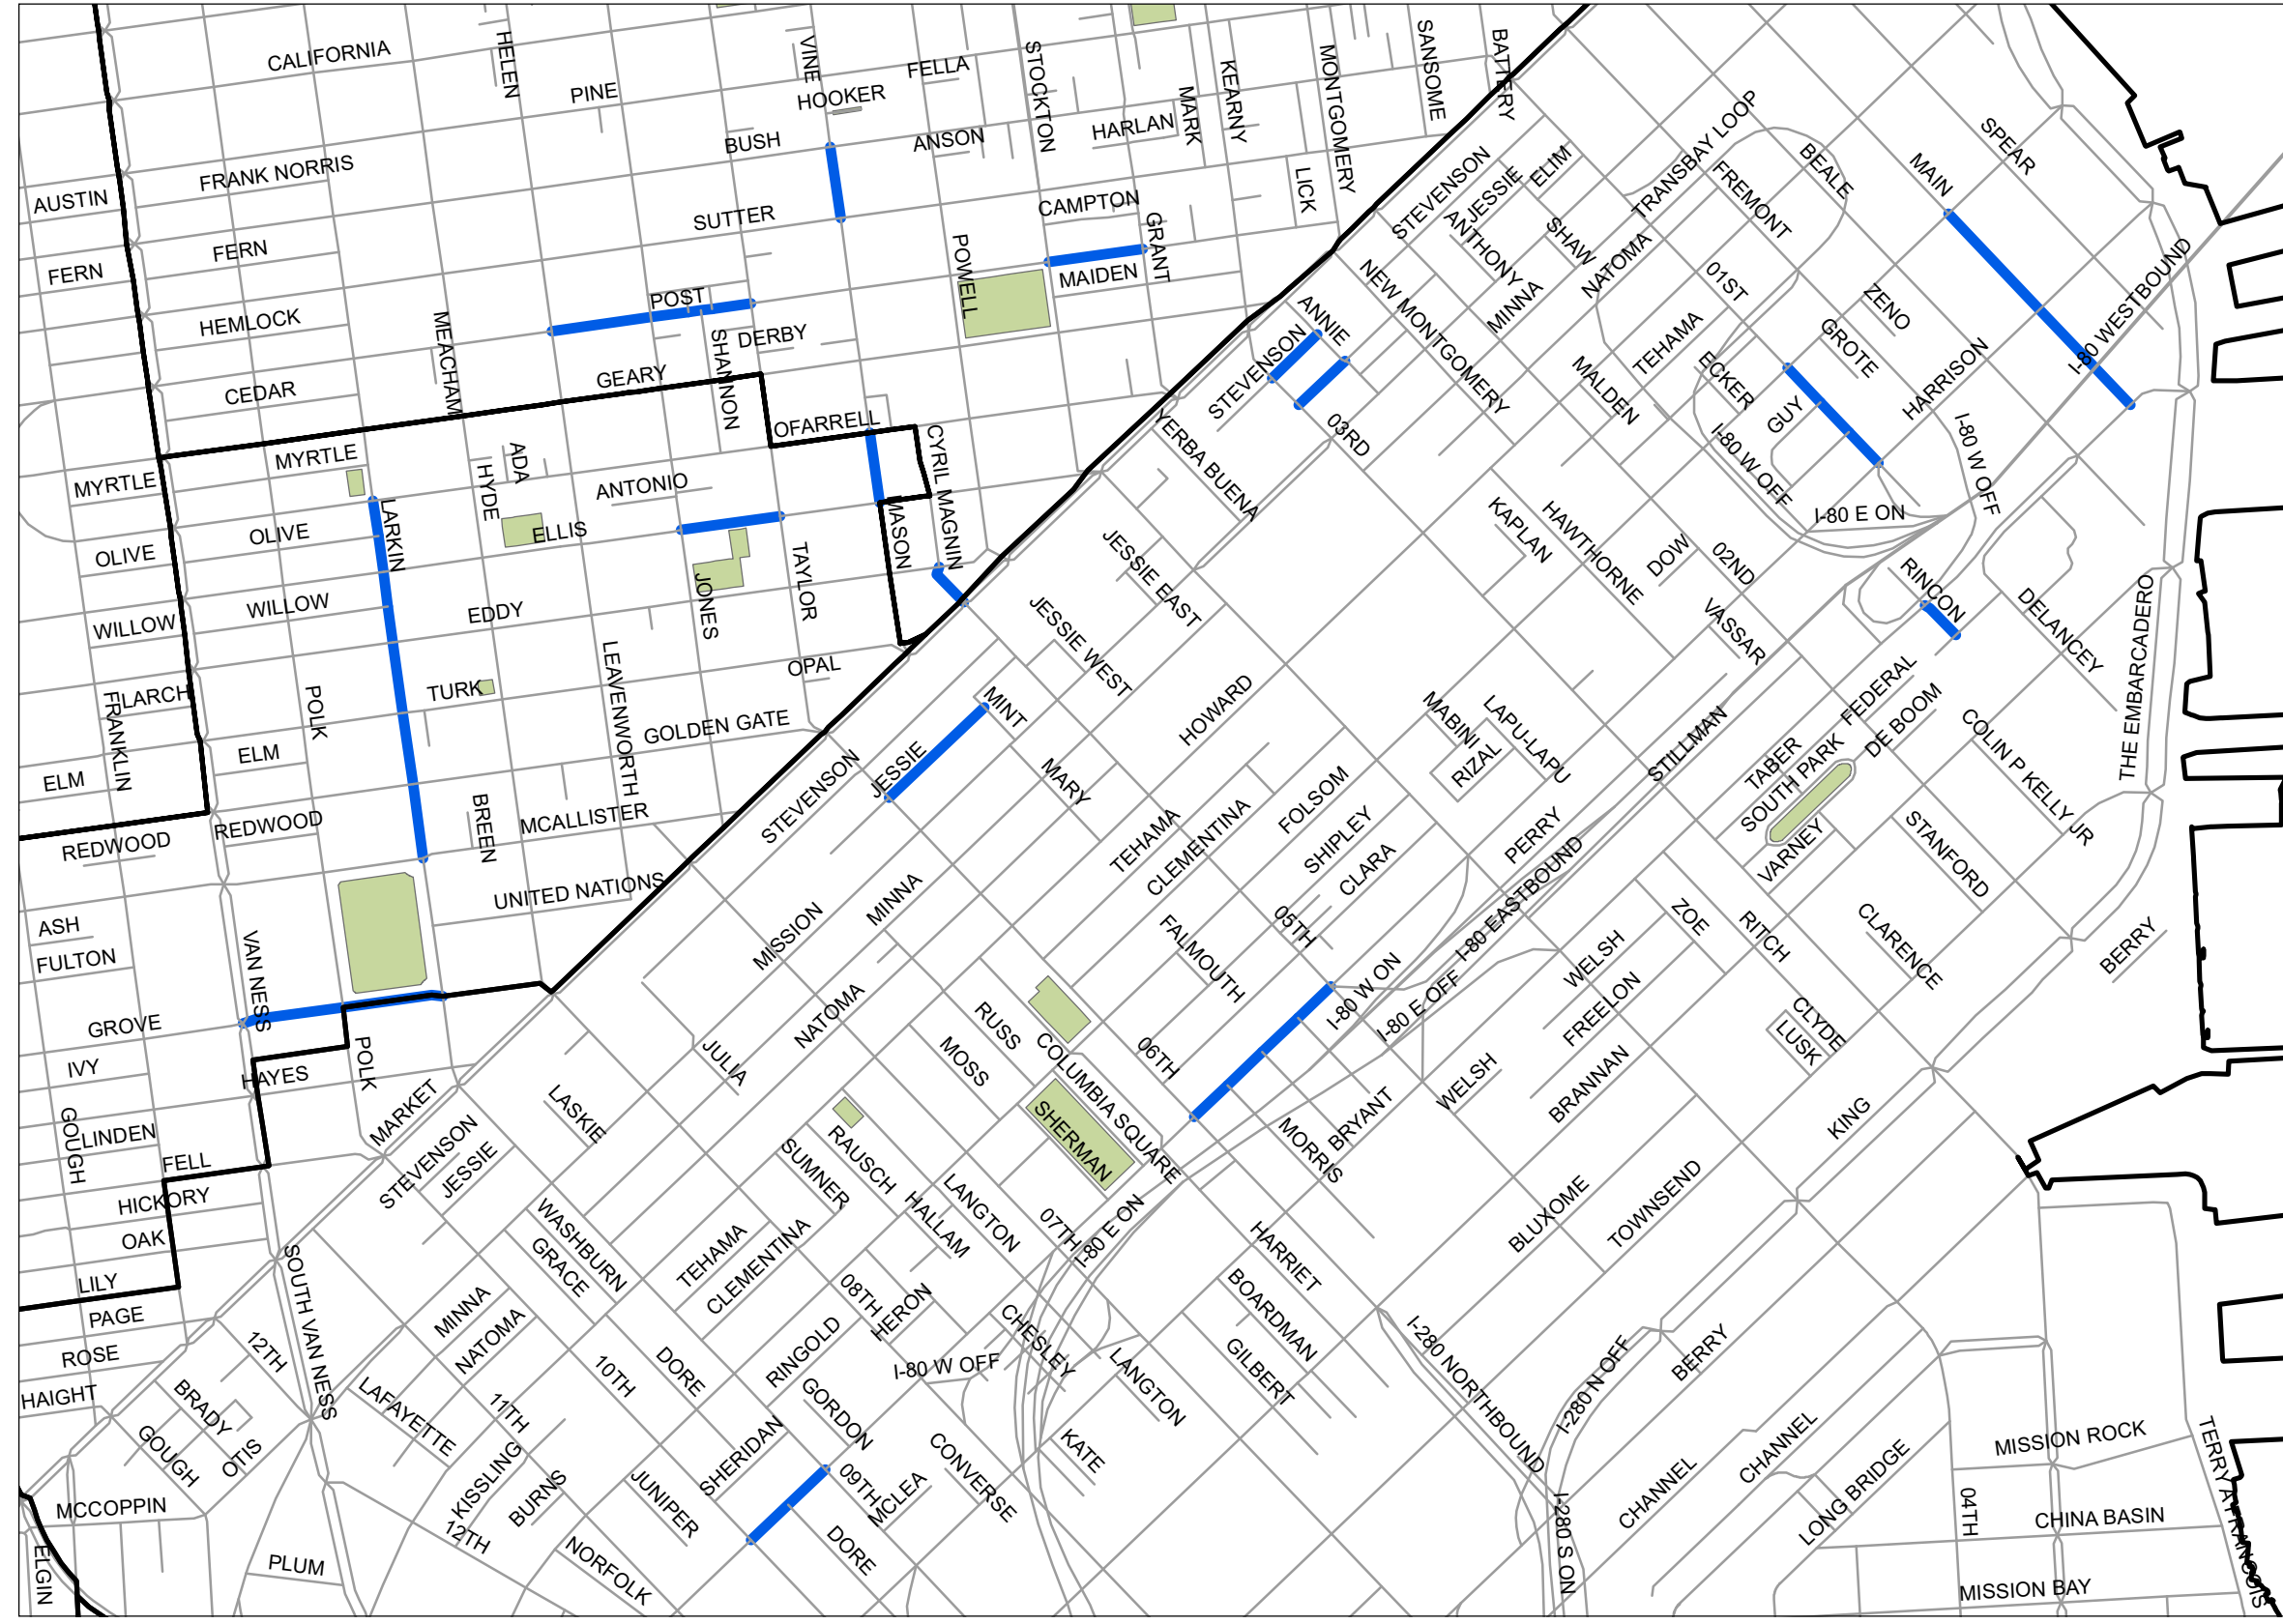 CALIFORNIA
HELEN
VINE
FELLA
STOCKTON
KEARNY
MONTGOMERY
SANSOME
BATTERY
PINE
HOOKER
MARK
HARLAN
BUSH
ANSON
FRANK NORRIS
AUSTIN
LICK
STEVENSON
JESSIE
ELIM
TRANSBAY LOOP
FREMONT
BEALE
MAIN
SPEAR
SUTTER
CAMPTON
GRANT
ANTHONY
SHAW
NATOMA
FERN
FERN
POWELL
MAIDEN
NEW MONTGOMERY
MINNA
01ST
ZENO
I-80 WESTBOUND
POST
HEMLOCK
MEACHAM
SHANNON
DERBY
ANNIE
STEVENSON
TEHAMA
GROTE
HARRISON
GEARY
CEDAR
MALDEN
ECKER
GUY
OFARRELL
CYRIL MAGNIN
YERBA BUENA
03RD
I-80 W OFF
I-80 W OFF
MYRTLE
MYRTLE
HYDE
ADA
ANTONIO
LARKIN
MASON
KAPLAN
HAWTHORNE
DOW
02ND
I-80 E ON
OLIVE
OLIVE
ELLIS
TAYLOR
JESSIE EAST
RINCON
DELANCEY
THE EMBARCADERO
WILLOW
WILLOW
EDDY
JONES
JESSIE WEST
VASSAR
LARCH
FRANKLIN
POLK
TURK
LEAVENWORTH
OPAL
MINT
HOWARD
MABINI
LAPU-LAPU
RIZAL
STILLMAN
FEDERAL
DE BOOM
COLIN P KELLY JR
GOLDEN GATE
ELM
ELM
STEVENSON
JESSIE
MARY
TEHAMA
CLEMENTINA
FOLSOM
TABER
SOUTH PARK
VARNEY
STANFORD
REDWOOD
REDWOOD
BREEN
MCALLISTER
SHIPLEY
CLARA
PERRY
I-80 EASTBOUND
UNITED NATIONS
MINNA
MISSION
05TH
FALMOUTH
ZOE
RITCH
CLARENCE
BERRY
ASH
FULTON
VAN NESS
WELSH
FREELON
I-80 W ON
I-80 E OFF
GROVE
NATOMA
RUSS
MOSS
COLUMBIA SQUARE
06TH
CLYDE
LUSK
IVY
HAYES
POLK
JULIA
MARKET
LASKIE
SHERMAN
MORRIS
BRYANT
WELSH
BRANNAN
KING
GOUGH
LINDEN
STEVENSON
JESSIE
FELL
HICKORY
OAK
SUMNER
RAUSCH
HALLAM
LANGTON
07TH
I-80 E ON
HARRIET
BLUXOME
TOWNSEND
LILY
PAGE
SOUTH VAN NESS
WASHBURN
GRACE
TEHAMA
CLEMENTINA
08TH
HERON
BOARDMAN
GILBERT
ROSE
HAIGHT
12TH
MINNA
NATOMA
10TH
DORE
RINGOLD
CHESLEY
I-80 W OFF
LANGTON
I-280 NORTHBOUND
I-280 N OFF
BERRY
BRADY
GOUGH
OTIS
LAFAYETTE
11TH
KISSLING
BURNS
12TH
JUNIPER
SHERIDAN
GORDON
09TH
MCLEA
CONVERSE
KATE
CHANNEL
CHANNEL
LONG BRIDGE
MISSION ROCK
TERRY A FRANCOIS
MCCOPPIN
ELGIN
PLUM
NORFOLK
DORE
I-280 S ON
04TH
CHINA BASIN
MISSION BAY